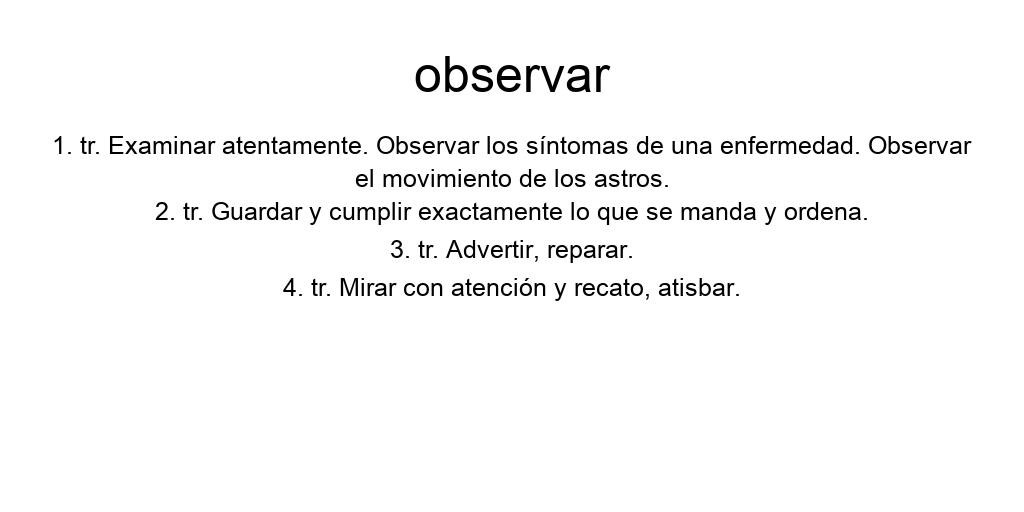 observar
1. tr. Examinar atentamente. Observar los síntomas de una enfermedad. Observar
el movimiento de los astros.
2. tr. Guardar y cumplir exactamente lo que se manda y ordena.
3. tr. Advertir, reparar.
4. tr. Mirar con atención y recato, atisbar.